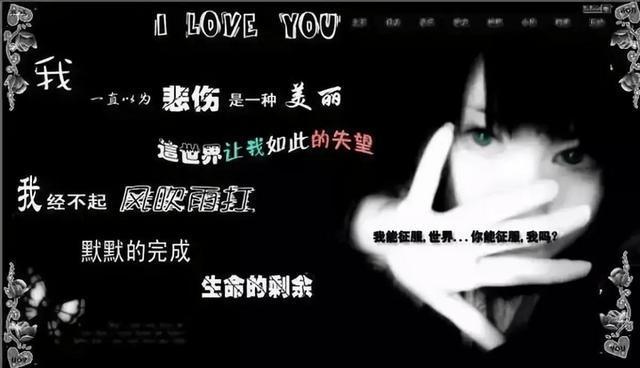 I LOVE YOU
我
一直以为 悲伤 是一种 美丽
這世界让我如此的失望
我经不起 风吹雨打
我能征服,世界...你能征服,我吗?
默默的完成
生命的剩余
YOU
YOU